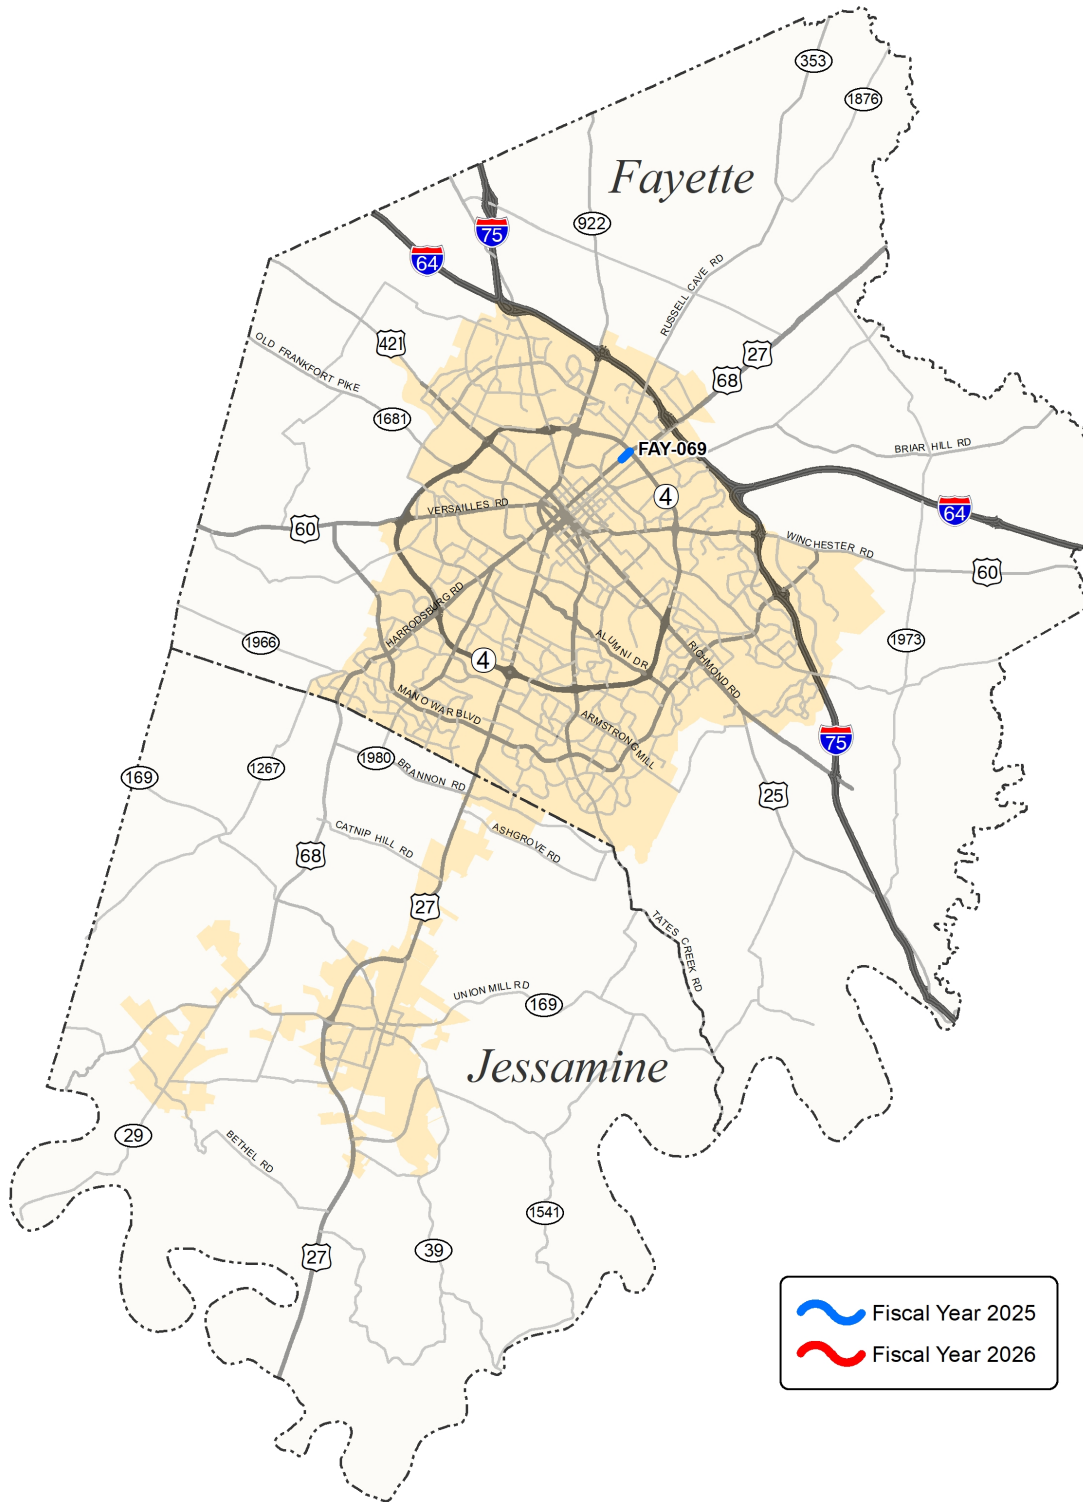 353
1876
Fayette
922
75
64
RUSSELL CAVE RD
421
27
68
OLD FRANKFORT PIKE
1681
BRIAR HILL RD
FAY-069
4
VERSAILLES RD
64
60
WINCHESTER RD
60
HARRODSBURG RD
1966
ALUMNI DR
1973
4
RICHMOND RD
MAN O WAR BLVD
ARMSTRONG MILL
75
1980
1267
169
BRANNON RD
25
CATNIP HILL RD
ASHGROVE RD
68
27
TATES CREEK RD
UNION MILL RD
169
Jessamine
29
BETHEL RD
1541
39
27
Fiscal Year 2025
Fiscal Year 2026